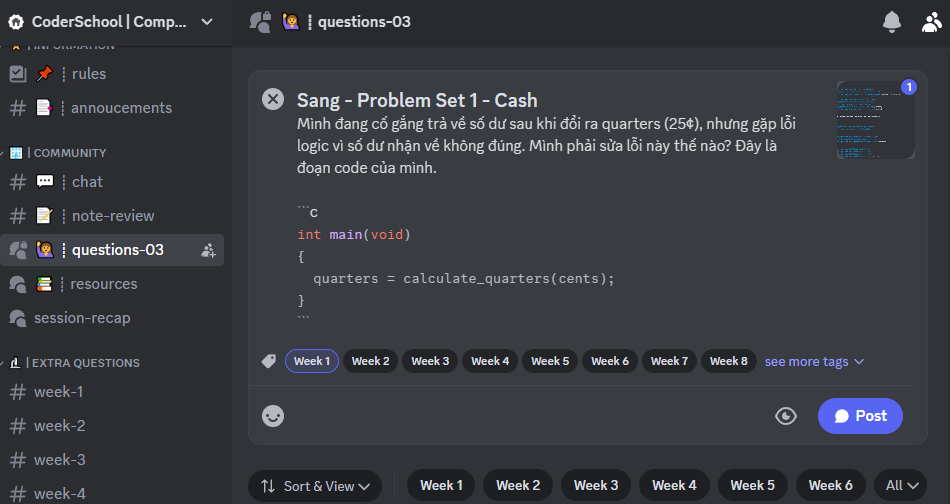 CoderSchool | Comp...
| INFORMATION
rules
annoucements
| COMMUNITY
chat
note-review
questions-03
resources
session-recap
| EXTRA QUESTIONS
week-1
week-2
week-3
week-4
questions-03
Sang - Problem Set 1 - Cash
1
Mình đang cố gắng trả về số dư sau khi đổi ra quarters (25¢), nhưng gặp lỗi
logic vì số dư nhận về không đúng. Mình phải sửa lỗi này thế nào? Đây là
đoạn code của mình.
```c
int main(void)
{
quarters = calculate_quarters(cents);
}
```
Week 1 Week 2 Week 3 Week 4 Week 5 Week 6 Week 7 Week 8 see more tags
Post
Sort & View Week 1 Week 2 Week 3 Week 4 Week 5 Week 6 All